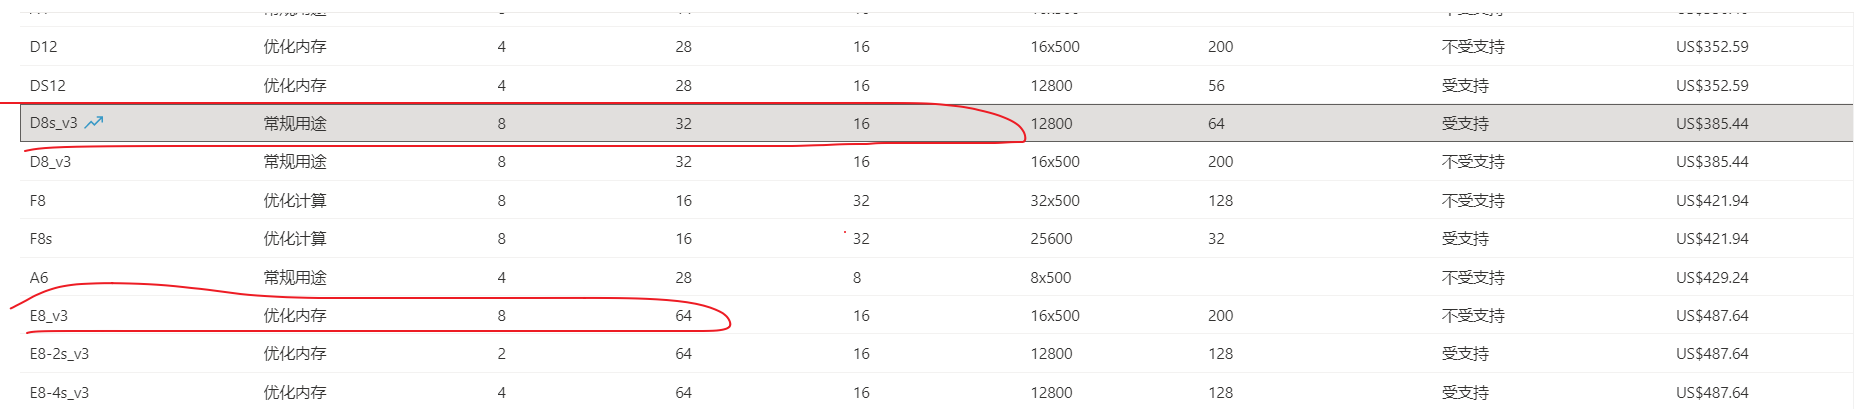 D12 优化内存 4 28 16 16x500 200 不受支持 US$352.59
DS12 优化内存 4 28 16 12800 56 受支持 US$352.59
D8s_v3 常规用途 8 32 16 12800 64 受支持 US$385.44
D8_v3 常规用途 8 32 16 16x500 200 不受支持 US$385.44
F8 优化计算 8 16 32 32x500 128 不受支持 US$421.94
F8s 优化计算 8 16 32 25600 32 受支持 US$421.94
A6 常规用途 4 28 8 8x500 不受支持 US$429.24
E8_v3 优化内存 8 64 16 16x500 200 不受支持 US$487.64
E8-2s_v3 优化内存 2 64 16 12800 128 受支持 US$487.64
E8-4s_v3 优化内存 4 64 16 12800 128 受支持 US$487.64